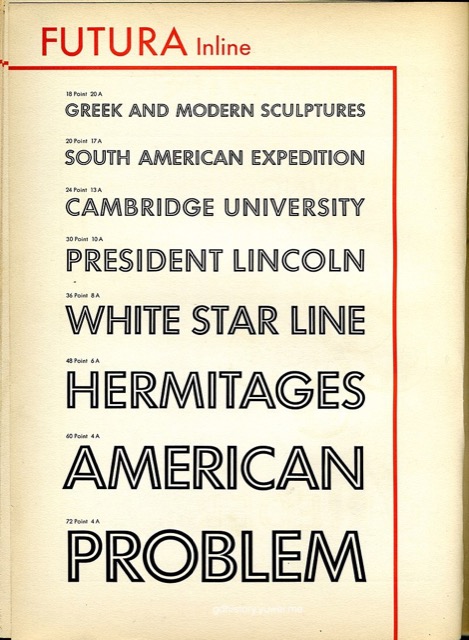 FUTURA Inline
18 Point 20 A
GREEK AND MODERN SCULPTURES
20 Point 17 A
SOUTH AMERICAN EXPEDITION
24 Point 13 A
CAMBRIDGE UNIVERSITY
30 Point 10 A
PRESIDENT LINCOLN
36 Point 8 A
WHITE STAR LINE
48 Point 6 A
HERMITAGES
60 Point 4 A
AMERICAN
72 Point 4 A
PROBLEM